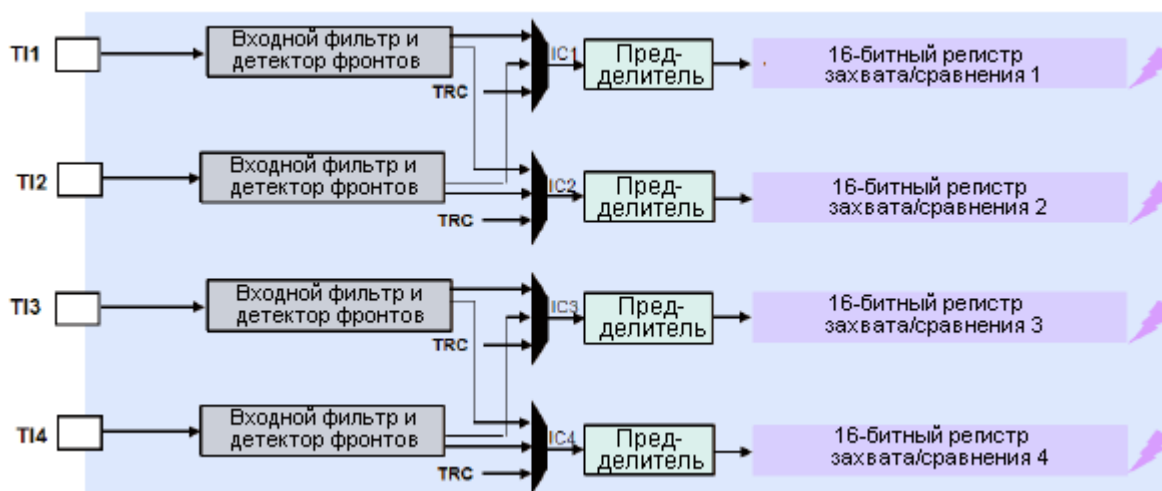 TI1
Входной фильтр и
детектор фронтов
TRC
IC1
Пред-
делитель
16-битный регистр
захвата/сравнения 1
TI2
Входной фильтр и
детектор фронтов
TRC
IC2
Пред-
делитель
16-битный регистр
захвата/сравнения 2
TI3
Входной фильтр и
детектор фронтов
TRC
IC3
Пред-
делитель
16-битный регистр
захвата/сравнения 3
TI4
Входной фильтр и
детектор фронтов
TRC
IC4
Пред-
делитель
16-битный регистр
захвата/сравнения 4